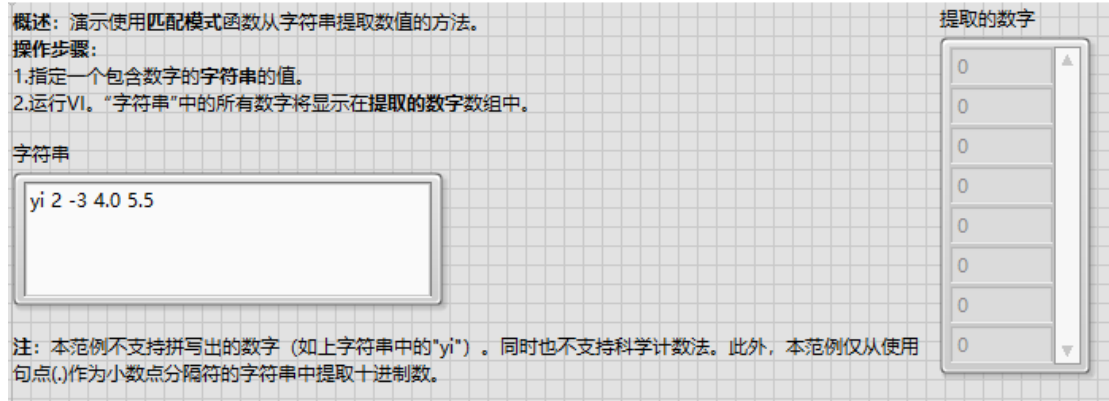 概述：演示使用匹配模式函数从字符串提取数值的方法。
操作步骤：
1.指定一个包含数字的字符串的值。
2.运行VI。“字符串”中的所有数字将显示在提取的数字数组中。
字符串
yi 2 -3 4.0 5.5
注：本范例不支持拼写出的数字（如上字符串中的"yi"）。同时也不支持科学计数法。此外，本范例仅从使用
句点(.)作为小数点分隔符的字符串中提取十进制数。
提取的数字
0
0
0
0
0
0
0
0